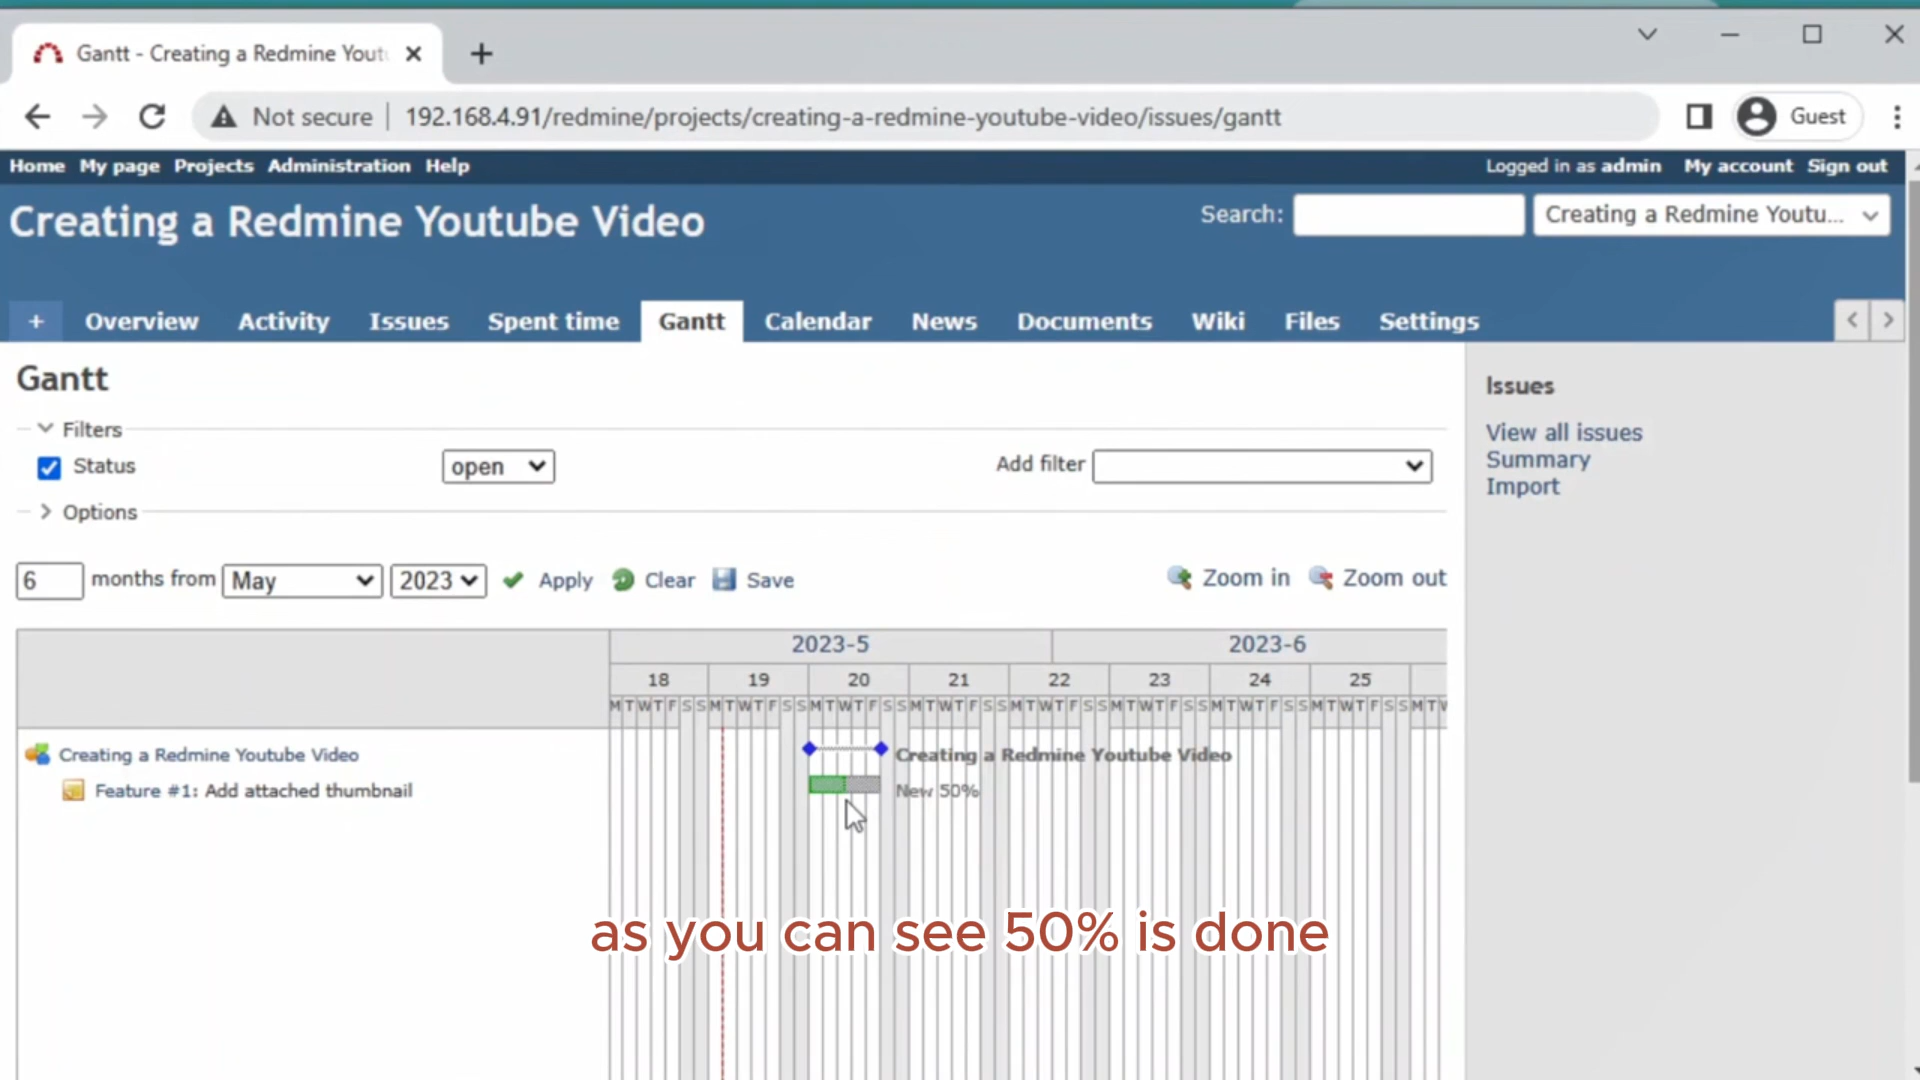 Gantt - Creating a Redmine Yout
Not secure 192.168.4.91/redmine/projects/creating-a-redmine-youtube-video/issues/gantt Guest
Home My page Projects Administration Help Logged in as admin My account Sign out
Creating a Redmine Youtube Video Search: Creating a Redmine Youtu...
+ Overview Activity Issues Spent time Gantt Calendar News Documents Wiki Files Settings
Gantt
Filters
Status open Add filter
Options
6 months from May 2023 Apply Clear Save Zoom in Zoom out
2023-5 2023-6
18 19 20 21 22 23 24 25
M T W T F S S M T W T F S S M T W T F S S M T W T F S S M T W T F S S M T W T F S S M T W T F S S M T W T F S S M T W
Creating a Redmine Youtube Video Creating a Redmine Youtube Video
Feature #1: Add attached thumbnail New 50%
Issues
View all issues
Summary
Import
as you can see 50% is done